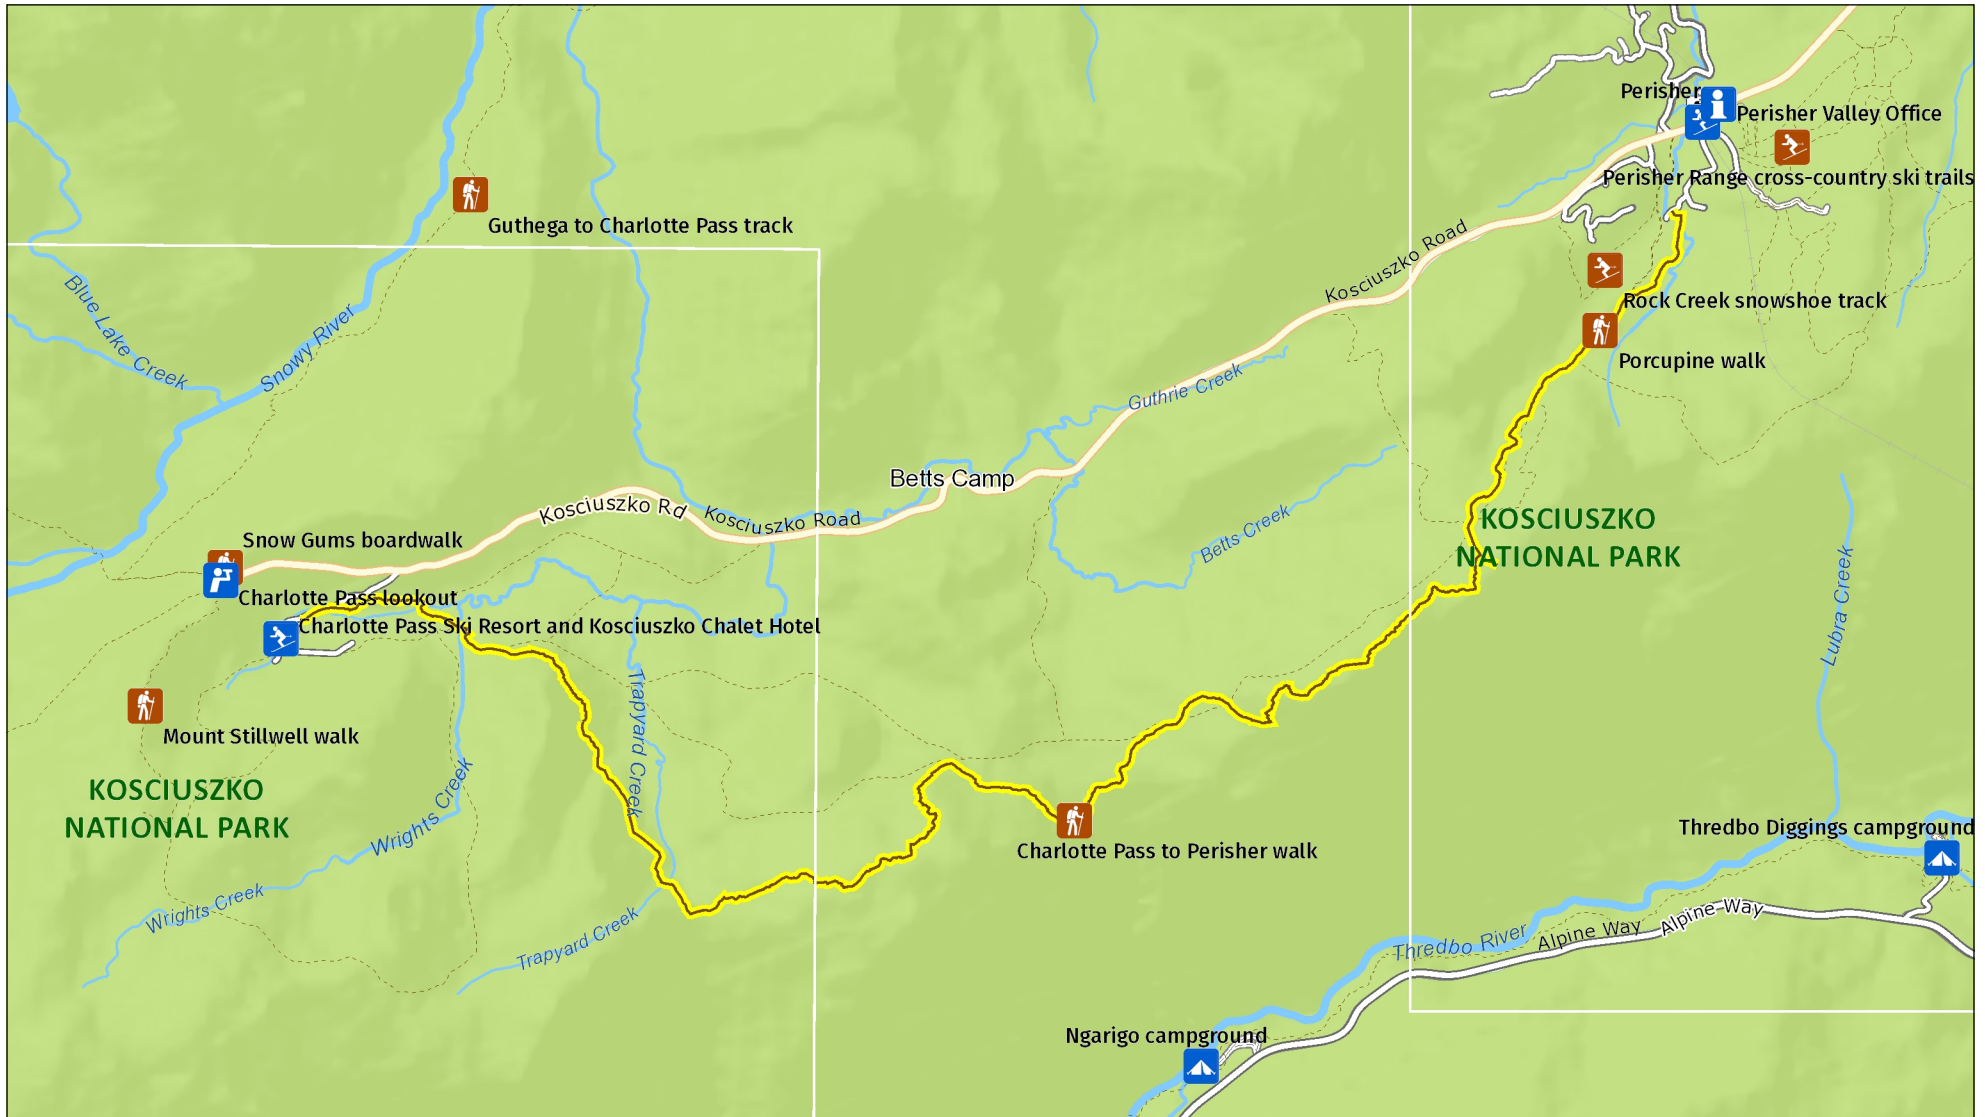 Perisher
Perisher Valley Office
Perisher Range cross-country ski trails
Guthega to Charlotte Pass track
Kosciuszko Road
Blue Lake Creek
Snowy River
Rock Creek snowshoe track
Porcupine walk
Guthrie Creek
Betts Camp
Kosciuszko Rd
Kosciuszko Road
Betts Creek
KOSCIUSZKO
NATIONAL PARK
Snow Gums boardwalk
Charlotte Pass lookout
Charlotte Pass Ski Resort and Kosciuszko Chalet Hotel
Lubra Creek
Trapyard Creek
Mount Stillwell walk
KOSCIUSZKO
NATIONAL PARK
Wrights Creek
Wrights Creek
Charlotte Pass to Perisher walk
Thredbo Diggings campground
Trapyard Creek
Thredbo River
Alpine Way
Alpine Way
Ngarigo campground